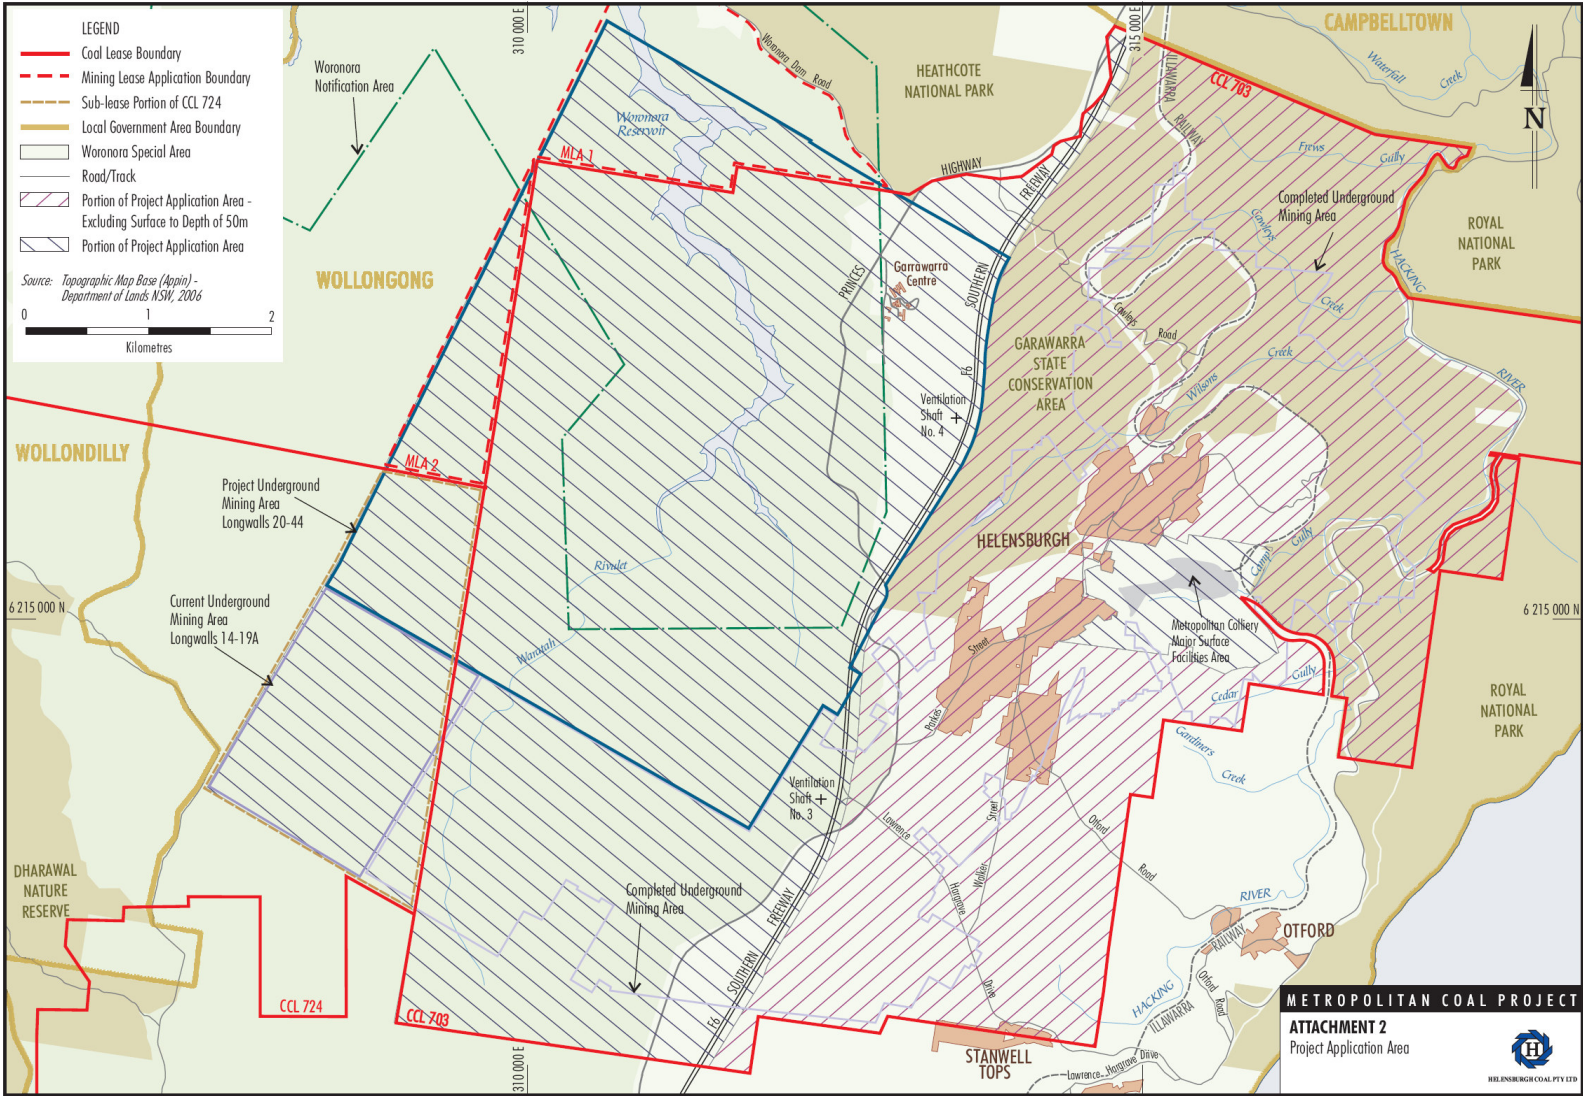 LEGEND
Coal Lease Boundary
Mining Lease Application Boundary
Sub-lease Portion of CCL 724
Local Government Area Boundary
Woronora Special Area
Road/Track
Portion of Project Application Area -
Excluding Surface to Depth of 50m
Portion of Project Application Area
Source: Topographic Map Base (Appin) -
Department of Lands NSW, 2006
0 1 2
Kilometres
310 000 E
315 000 E
CAMPBELLTOWN
Woronora
Notification Area
Woronora Dam Road
HEATHCOTE
NATIONAL PARK
ILLAWARRA
RAILWAY
CCL 703
Waterfall
Creek
N
Woronora
Reservoir
MLA 1
HIGHWAY
FREEWAY
Frews
Gully
Completed Underground
Mining Area
Gawleys
Creek
ROYAL
NATIONAL
PARK
HACKING
RIVER
WOLLONGONG
PRINCES
Garrawarra
Centre
SOUTHERN
F6
Cawleys
Road
GARAWARRA
STATE
CONSERVATION
AREA
Creek
Wilsons
Ventilation
Shaft
No. 4
WOLLONDILLY
MLA 2
Project Underground
Mining Area
Longwalls 20-44
HELENSBURGH
Camp
Gully
Rivulet
Waratah
6 215 000 N
6 215 000 N
Current Underground
Mining Area
Longwalls 14-19A
Metropolitan Colliery
Major Surface
Facilities Area
Street
Parkes
Cedar
Gully
Gardiners
Creek
ROYAL
NATIONAL
PARK
Ventilation
Shaft
No. 3
Lawrence
Hargrave
Drive
Street
Walker
Otford
Road
DHARAWAL
NATURE
RESERVE
Completed Underground
Mining Area
FREEWAY
SOUTHERN
F6
RIVER
RAILWAY
OTFORD
Otford
Road
HACKING
ILLAWARRA
CCL 724
CCL 703
310 000 E
STANWELL
TOPS
Lawrence Hargrave Drive
METROPOLITAN COAL PROJECT
ATTACHMENT 2
Project Application Area
H
HELENSBURGH COAL PTY LTD